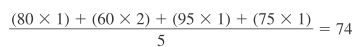 (80 × 1) + (60 × 2) + (95 × 1) + (75 × 1)
5
= 74